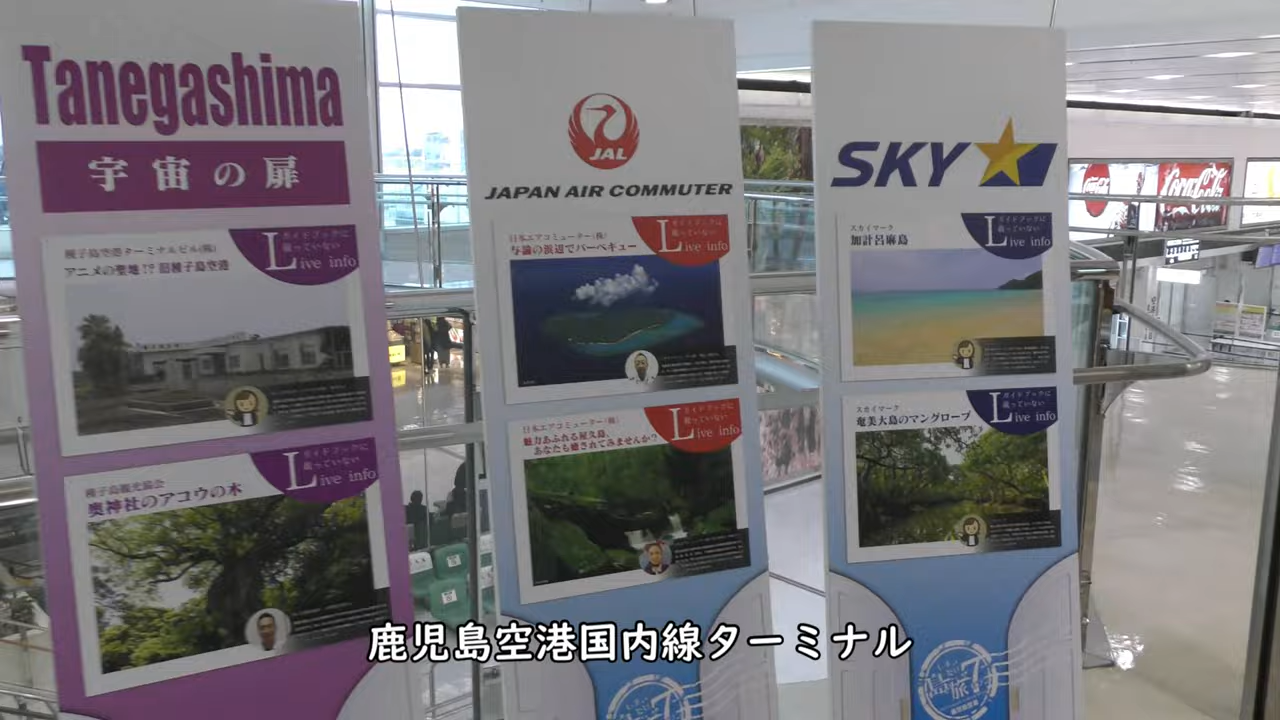 Tanegashima
宇宙の扉
種子島空港ターミナルビル(株)
アニメの聖地!? 旧種子島空港
ガイドブックに
載っていない
Live info
種子島観光協会
奥神社のアコウの木
ガイドブックに
載っていない
Live info
JAL
JAPAN AIR COMMUTER
日本エアコミューター(株)
与論の浜辺でバーベキュー
ガイドブックに
載っていない
Live info
日本エアコミューター(株)
魅力あふれる屋久島、
あなたも癒されてみませんか?
ガイドブックに
載っていない
Live info
SKY
スカイマーク
加計呂麻島
ガイドブックに
載っていない
Live info
スカイマーク
奄美大島のマングローブ
ガイドブックに
載っていない
Live info
Coca-Cola
鹿児島空港国内線ターミナル